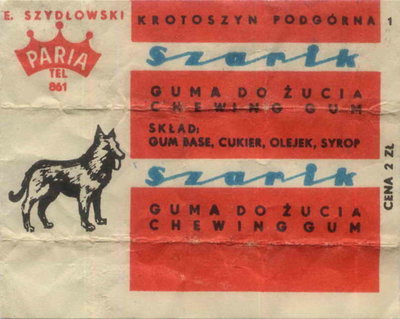 E. SZYDŁOWSKI
PARIA
TEL
861
KROTOSZYN PODGÓRNA 1
Szarik
GUMA DO ŻUCIA
CHEWING GUM
SKŁAD:
GUM BASE, CUKIER, OLEJEK, SYROP
Szarik
GUMA DO ŻUCIA
CHEWING GUM
CENA 2 ZŁ